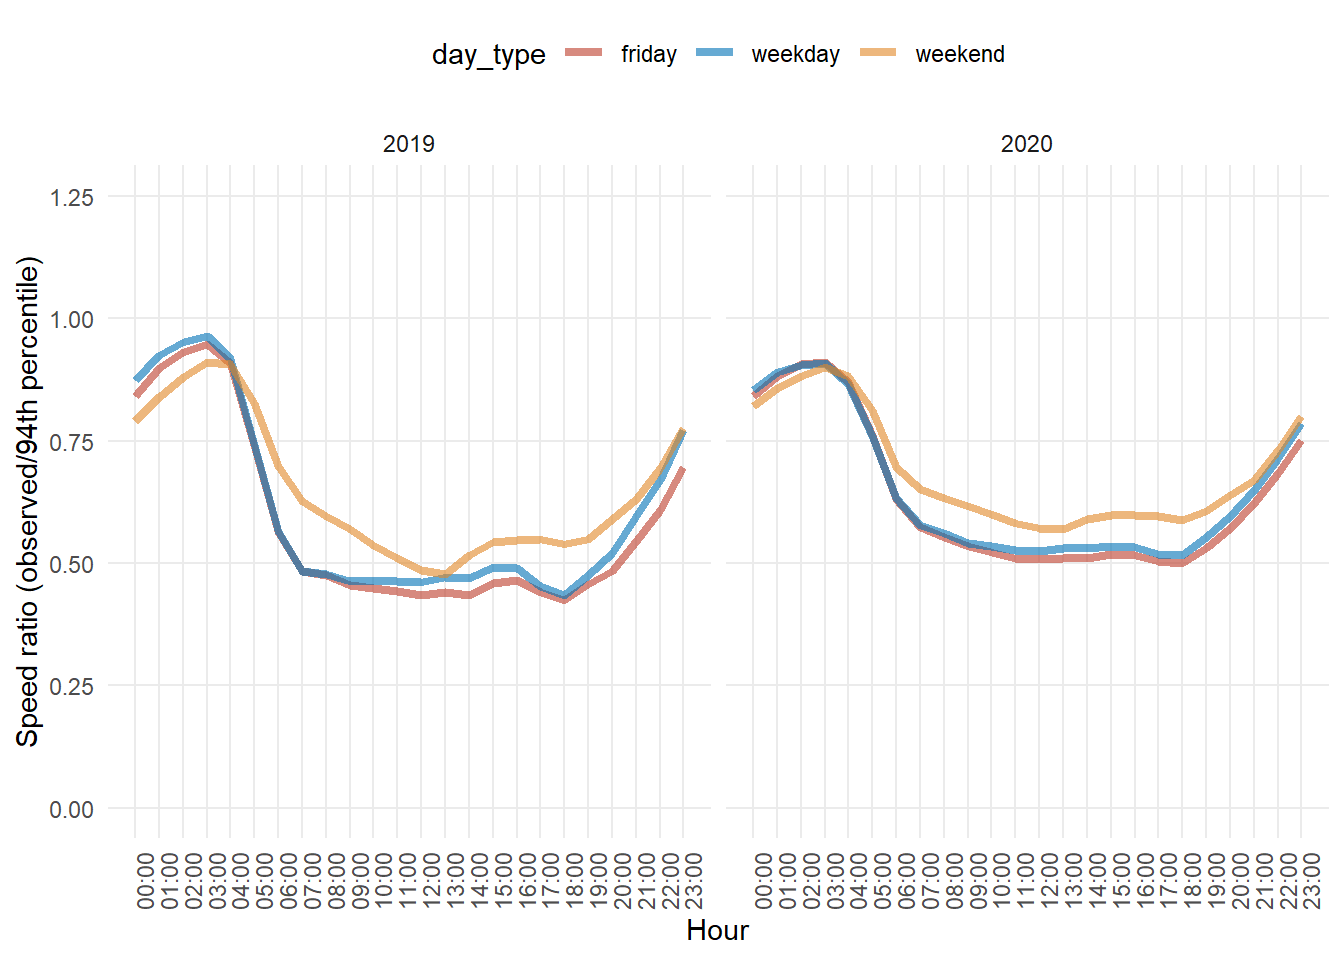 day_type friday weekday weekend
2019 2020
1.25
1.00
0.75
0.50
0.25
0.00
Speed ratio (observed/94th percentile)
00:00 01:00 02:00 03:00 04:00 05:00 06:00 07:00 08:00 09:00 10:00 11:00 12:00 13:00 14:00 15:00 16:00 17:00 18:00 19:00 20:00 21:00 22:00 23:00 00:00 01:00 02:00 03:00 04:00 05:00 06:00 07:00 08:00 09:00 10:00 11:00 12:00 13:00 14:00 15:00 16:00 17:00 18:00 19:00 20:00 21:00 22:00 23:00
Hour